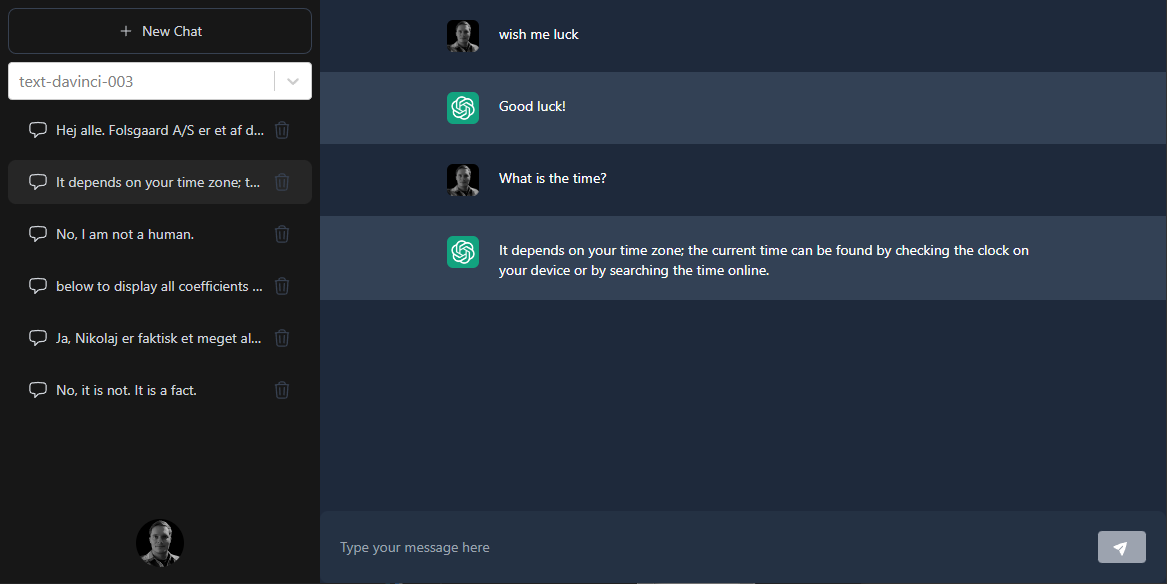 New Chat
text-davinci-003
Hej alle. Folsgaard A/S er et af d...
It depends on your time zone; t...
No, I am not a human.
below to display all coefficients ...
Ja, Nikolaj er faktisk et meget al...
No, it is not. It is a fact.
wish me luck
Good luck!
What is the time?
It depends on your time zone; the current time can be found by checking the clock on
your device or by searching the time online.
Type your message here